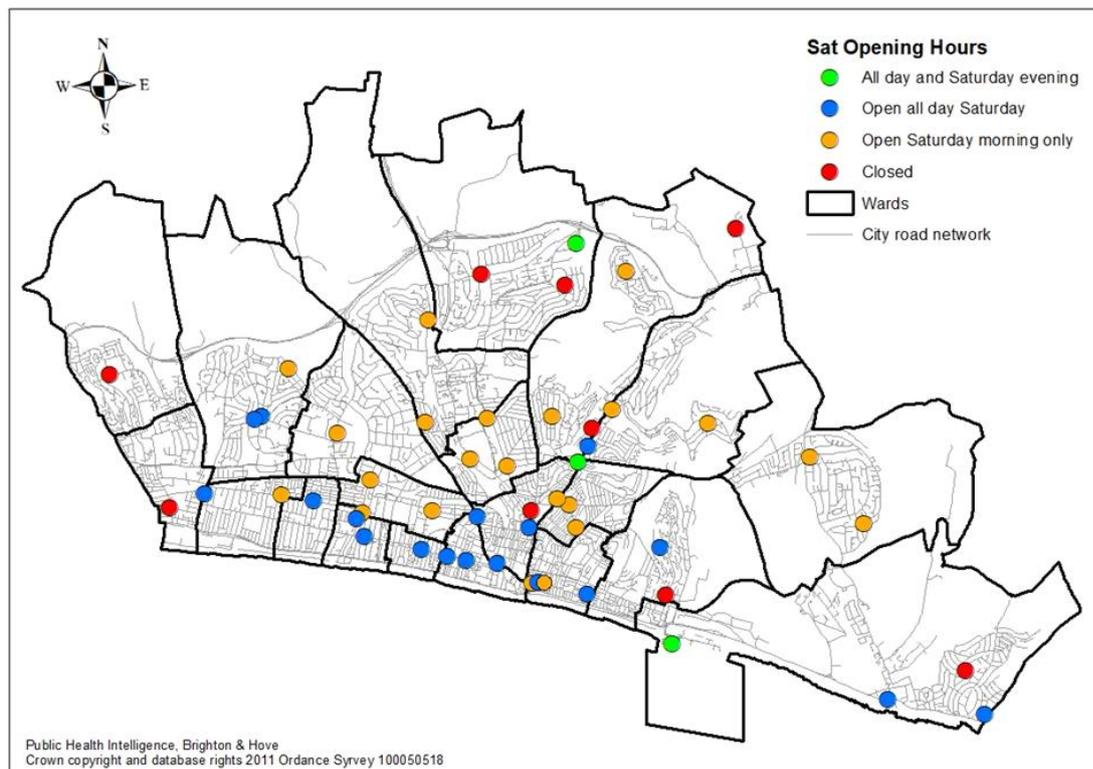 N
W E
S
Sat Opening Hours
All day and Saturday evening
Open all day Saturday
Open Saturday morning only
Closed
Wards
City road network
Public Health Intelligence, Brighton & Hove
Crown copyright and database rights 2011 Ordance Syrvey 100050518